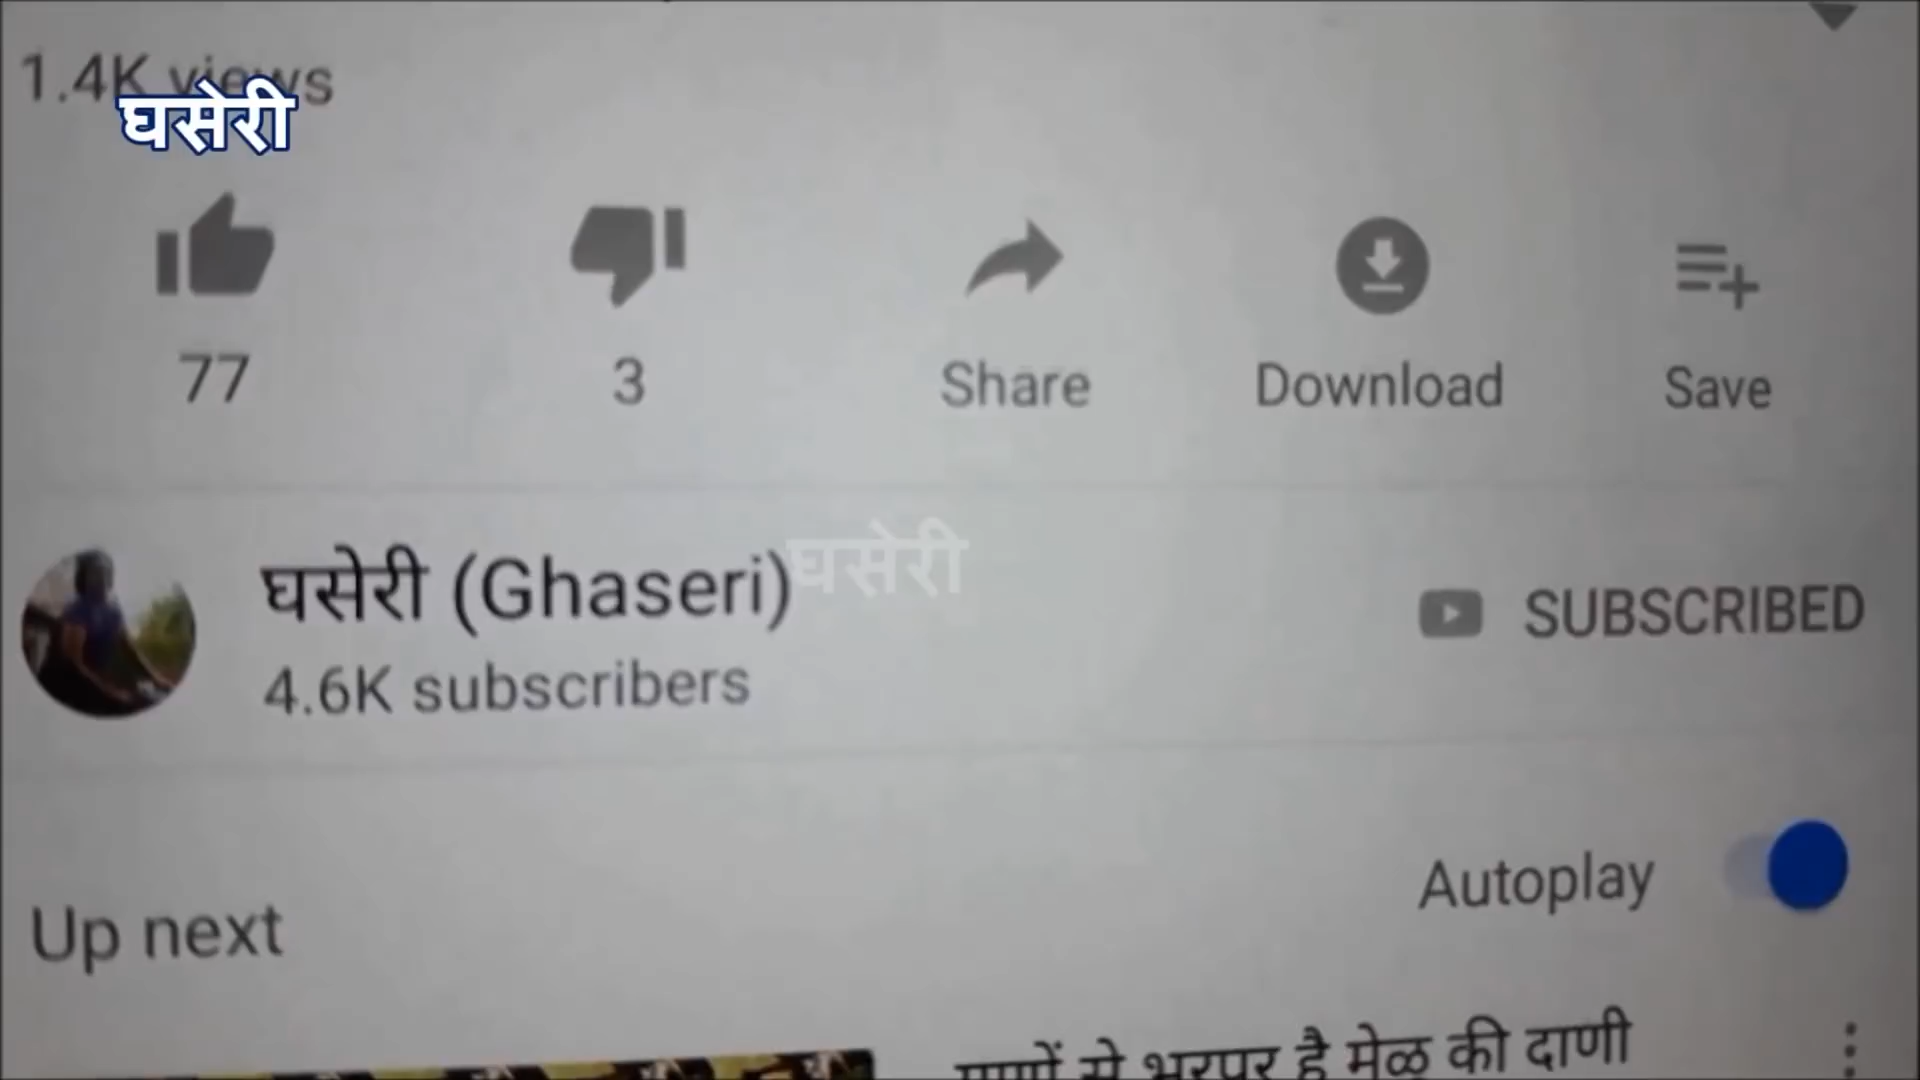 1.4K views
घसेरी
77
3
Share
Download
Save
घसेरी (Ghaseri)
घसेरी
SUBSCRIBED
4.6K subscribers
Autoplay
Up next
से भरपूर है मेळू की दाणी